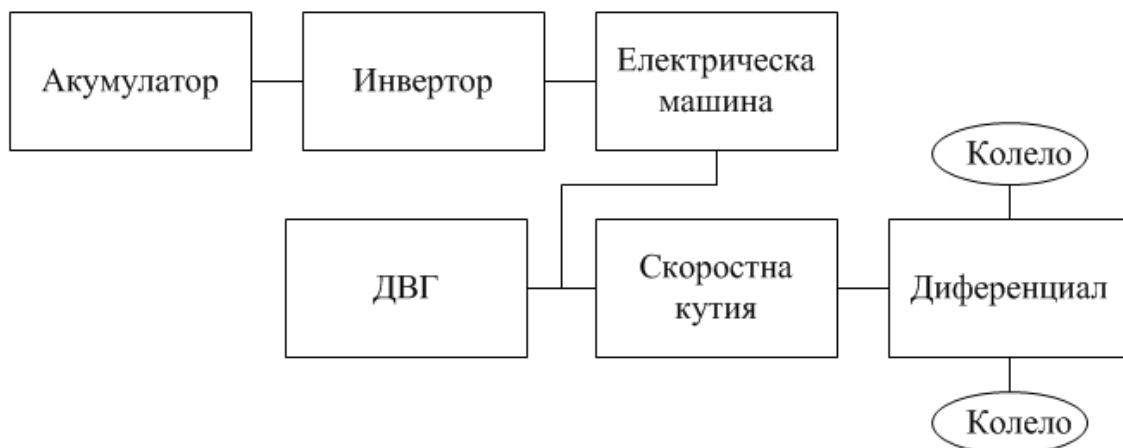 Акумулатор
Инвертор
Електрическа
машина
Колело
ДВГ
Скоростна
кутия
Диференциал
Колело